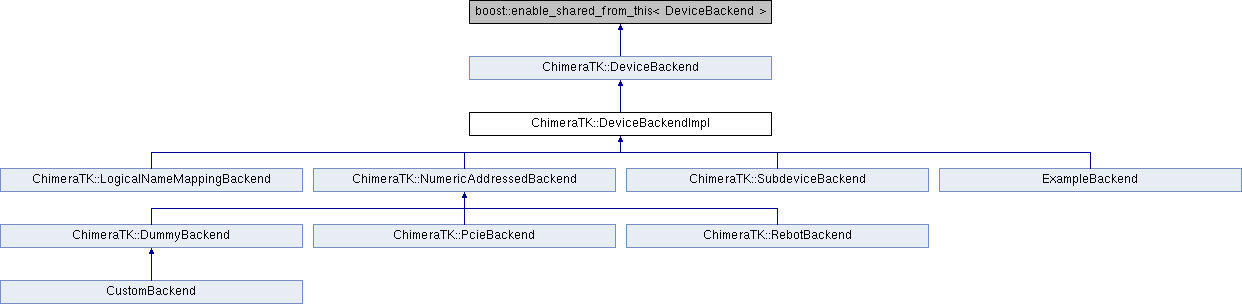 boost::enable_shared_from_this< DeviceBackend >
ChimeraTK::DeviceBackend
ChimeraTK::DeviceBackendImpl
ChimeraTK::LogicalNameMappingBackend
ChimeraTK::NumericAddressedBackend
ChimeraTK::SubdeviceBackend
ExampleBackend
ChimeraTK::DummyBackend
ChimeraTK::PcieBackend
ChimeraTK::RebotBackend
CustomBackend